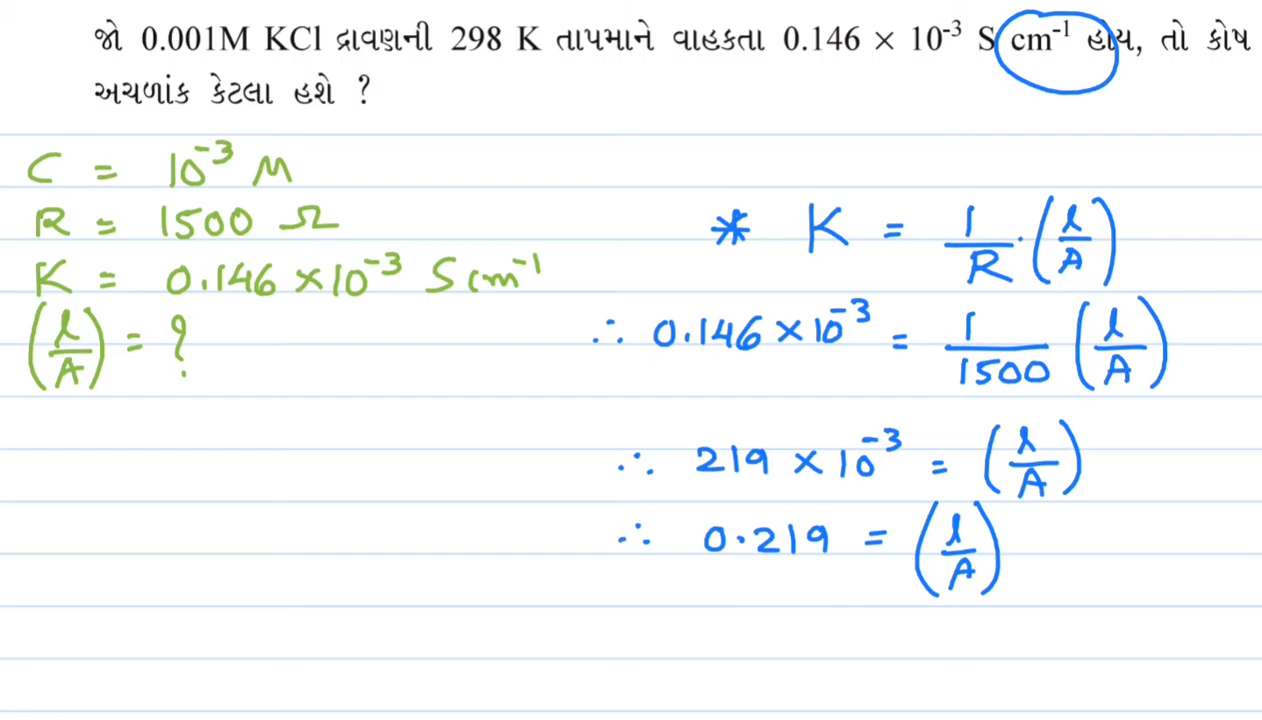 જો 0.001M KCl દ્રાવણની 298 K તાપમાને વાહકતા 0.146 × 10⁻³ S cm⁻¹ હોય, તો કોષ
અચળાંક કેટલા હશે ?
C = 10⁻³ M
R = 1500 Ω
K = 0.146 × 10⁻³ S cm⁻¹
(l/A) = ?
* K = 1/R · (l/A)
∴ 0.146 × 10⁻³ = 1/1500 (l/A)
∴ 219 × 10⁻³ = (l/A)
∴ 0.219 = (l/A)